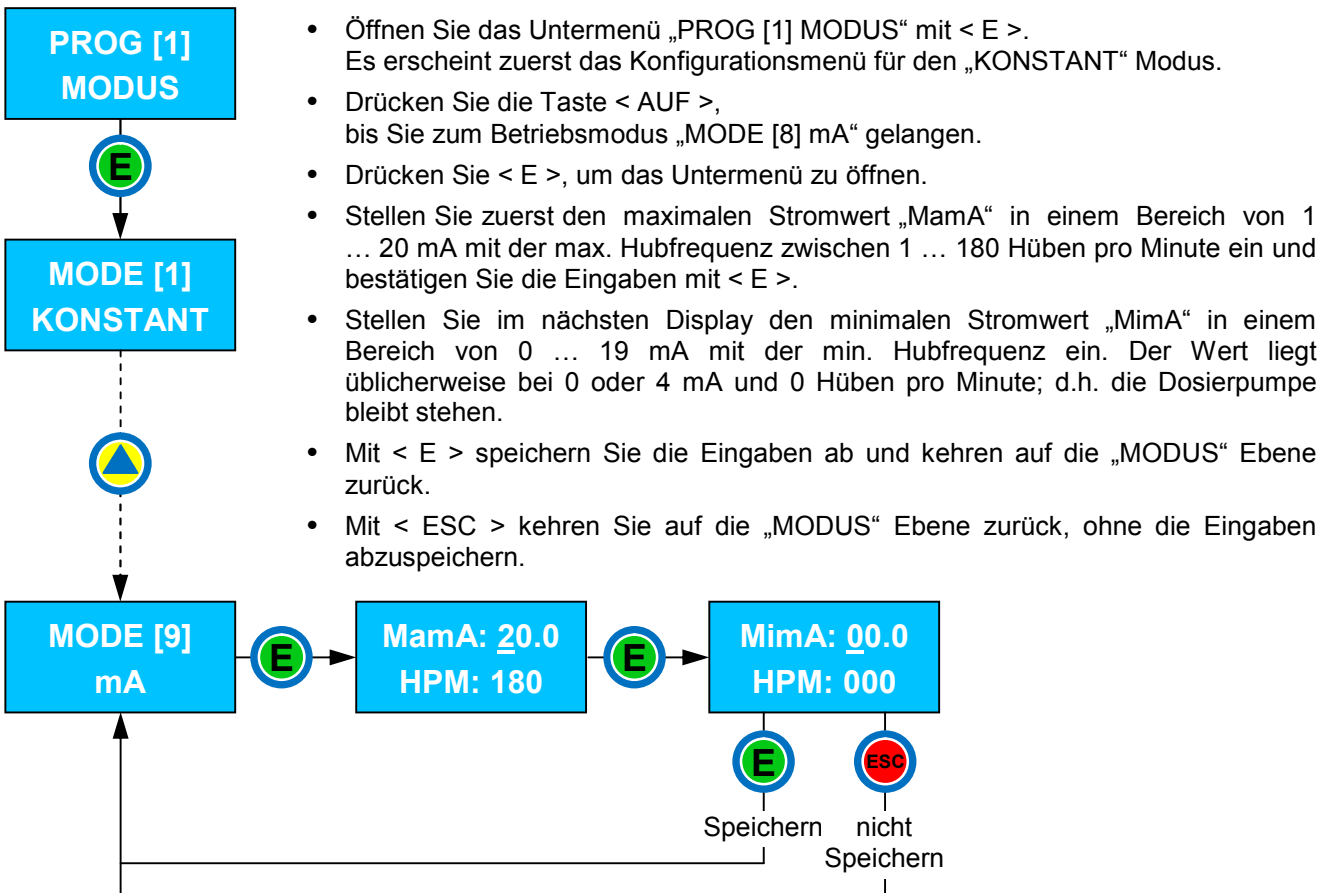 PROG [1]
MODUS
E
MODE [1]
KONSTANT
• Öffnen Sie das Untermenü „PROG [1] MODUS“ mit < E >.
Es erscheint zuerst das Konfigurationsmenü für den „KONSTANT“ Modus.
• Drücken Sie die Taste < AUF >,
bis Sie zum Betriebsmodus „MODE [8] mA“ gelangen.
• Drücken Sie < E >, um das Untermenü zu öffnen.
• Stellen Sie zuerst den maximalen Stromwert „MamA“ in einem Bereich von 1
… 20 mA mit der max. Hubfrequenz zwischen 1 … 180 Hüben pro Minute ein und
bestätigen Sie die Eingaben mit < E >.
• Stellen Sie im nächsten Display den minimalen Stromwert „MimA“ in einem
Bereich von 0 … 19 mA mit der min. Hubfrequenz ein. Der Wert liegt
üblicherweise bei 0 oder 4 mA und 0 Hüben pro Minute; d.h. die Dosierpumpe
bleibt stehen.
• Mit < E > speichern Sie die Eingaben ab und kehren auf die „MODUS“ Ebene
zurück.
• Mit < ESC > kehren Sie auf die „MODUS“ Ebene zurück, ohne die Eingaben
abzuspeichern.
MODE [9]
mA
E
MamA: 20.0
HPM: 180
E
MimA: 00.0
HPM: 000
E
ESC
Speichern
nicht
Speichern